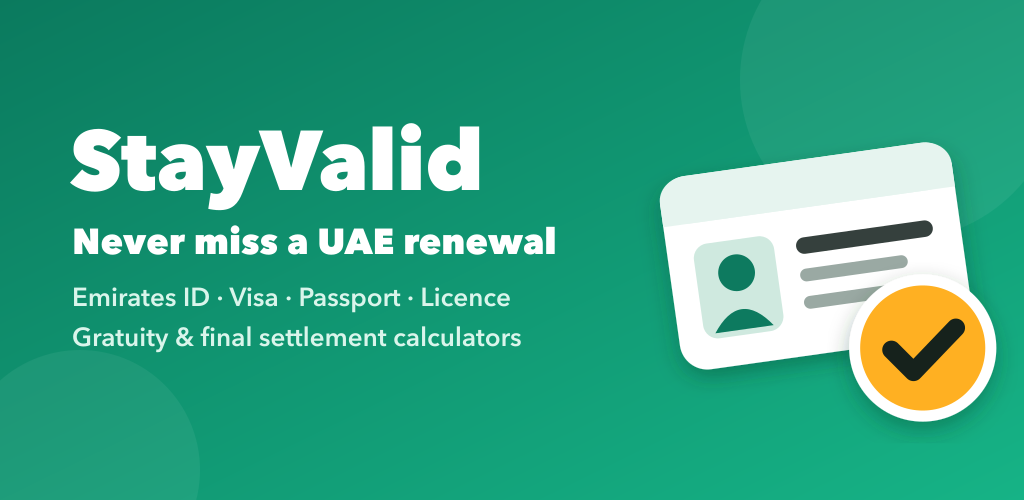 StayValid
Never miss a UAE renewal
Emirates ID · Visa · Passport · Licence
Gratuity & final settlement calculators